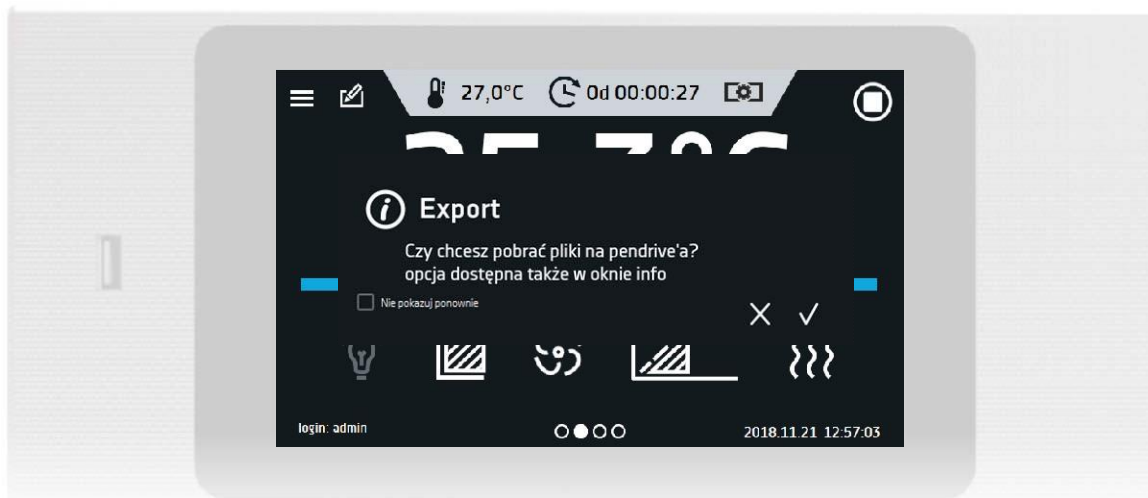 27,0°C
0d 00:00:27
Export
Czy chcesz pobrać pliki na pendrive'a?
opcja dostępna także w oknie info
Nie pokazuj ponownie
login: admin
2018.11.21 12:57:03